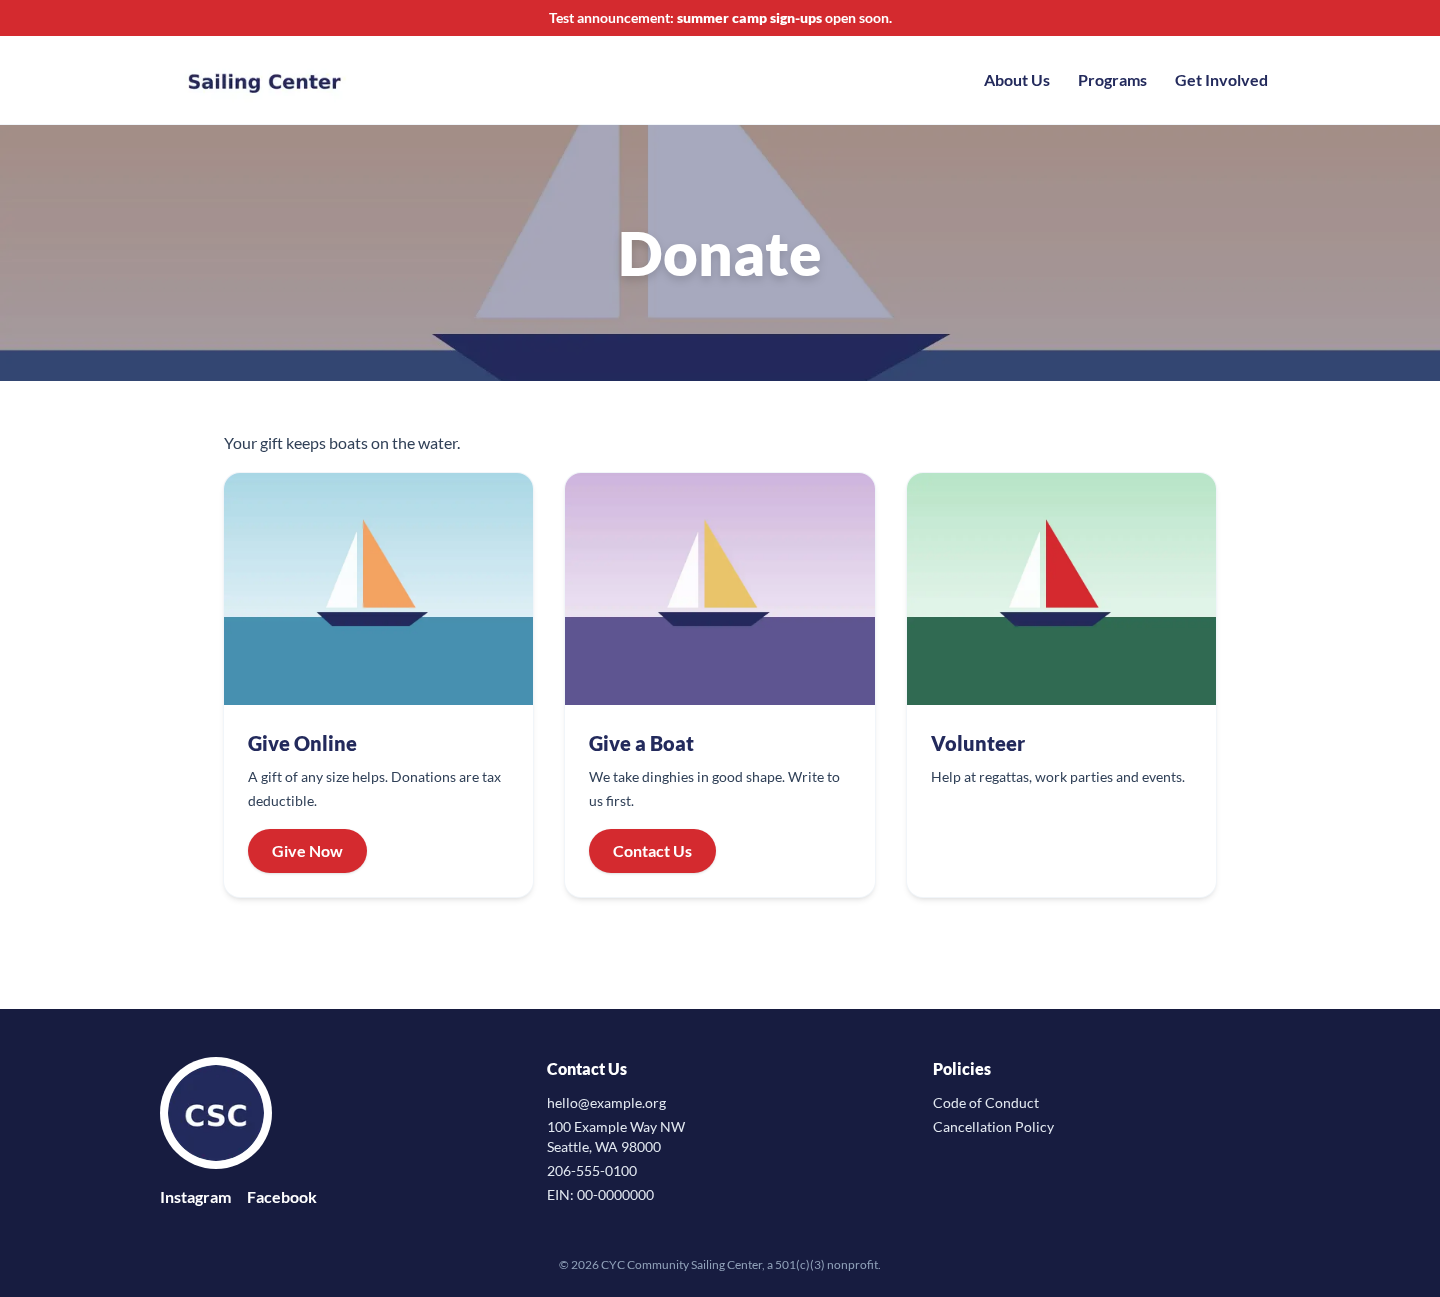 Test announcement: summer camp sign-ups open soon.
Sailing Center
About Us Programs Get Involved
Donate
Your gift keeps boats on the water.
Give Online
A gift of any size helps. Donations are tax
deductible.
Give Now
Give a Boat
We take dinghies in good shape. Write to
us first.
Contact Us
Volunteer
Help at regattas, work parties and events.
CSC
Instagram Facebook
Contact Us
hello@example.org
100 Example Way NW
Seattle, WA 98000
206-555-0100
EIN: 00-0000000
Policies
Code of Conduct
Cancellation Policy
© 2026 CYC Community Sailing Center, a 501(c)(3) nonprofit.